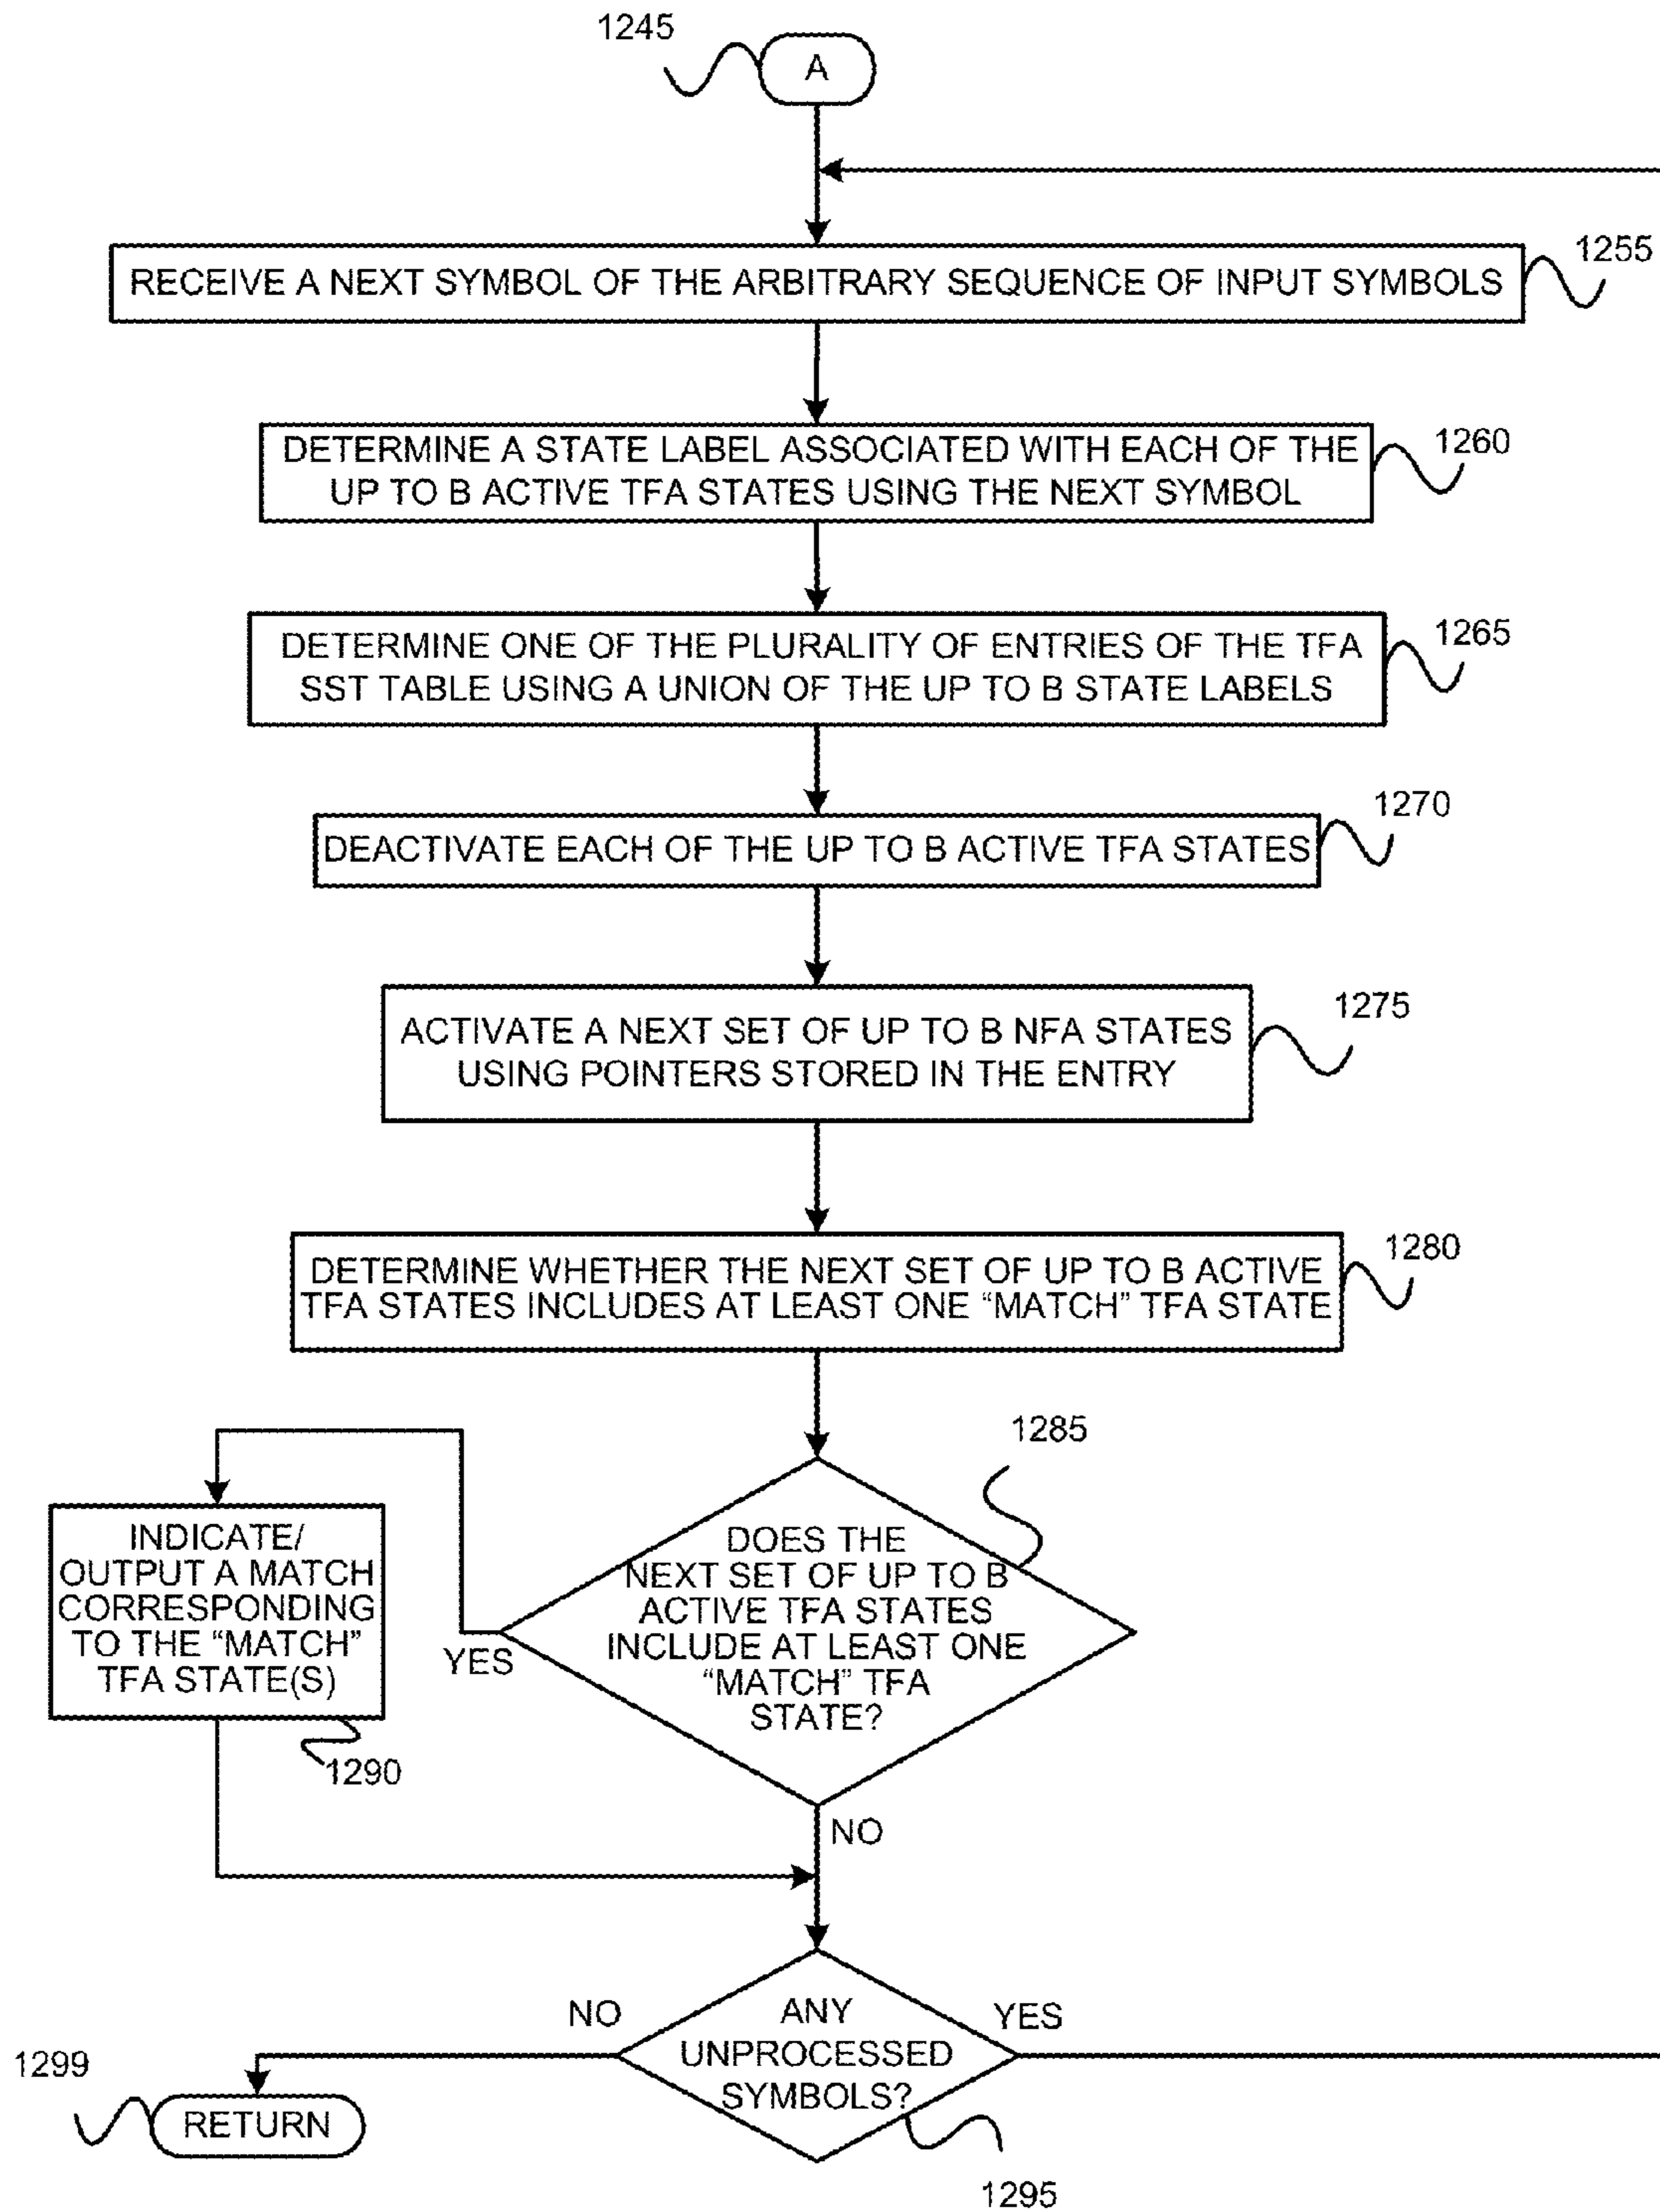 1245
A
RECEIVE A NEXT SYMBOL OF THE ARBITRARY SEQUENCE OF INPUT SYMBOLS
1255
DETERMINE A STATE LABEL ASSOCIATED WITH EACH OF THE
UP TO B ACTIVE TFA STATES USING THE NEXT SYMBOL
1260
DETERMINE ONE OF THE PLURALITY OF ENTRIES OF THE TFA
SST TABLE USING A UNION OF THE UP TO B STATE LABELS
1265
DEACTIVATE EACH OF THE UP TO B ACTIVE TFA STATES
1270
ACTIVATE A NEXT SET OF UP TO B NFA STATES
USING POINTERS STORED IN THE ENTRY
1275
DETERMINE WHETHER THE NEXT SET OF UP TO B ACTIVE
TFA STATES INCLUDES AT LEAST ONE “MATCH” TFA STATE
1280
1285
DOES THE
NEXT SET OF UP TO B
ACTIVE TFA STATES
INCLUDE AT LEAST ONE
“MATCH” TFA
STATE?
YES
INDICATE/
OUTPUT A MATCH
CORRESPONDING
TO THE “MATCH”
TFA STATE(S)
1290
NO
ANY
UNPROCESSED
SYMBOLS?
NO
YES
1299
RETURN
1295